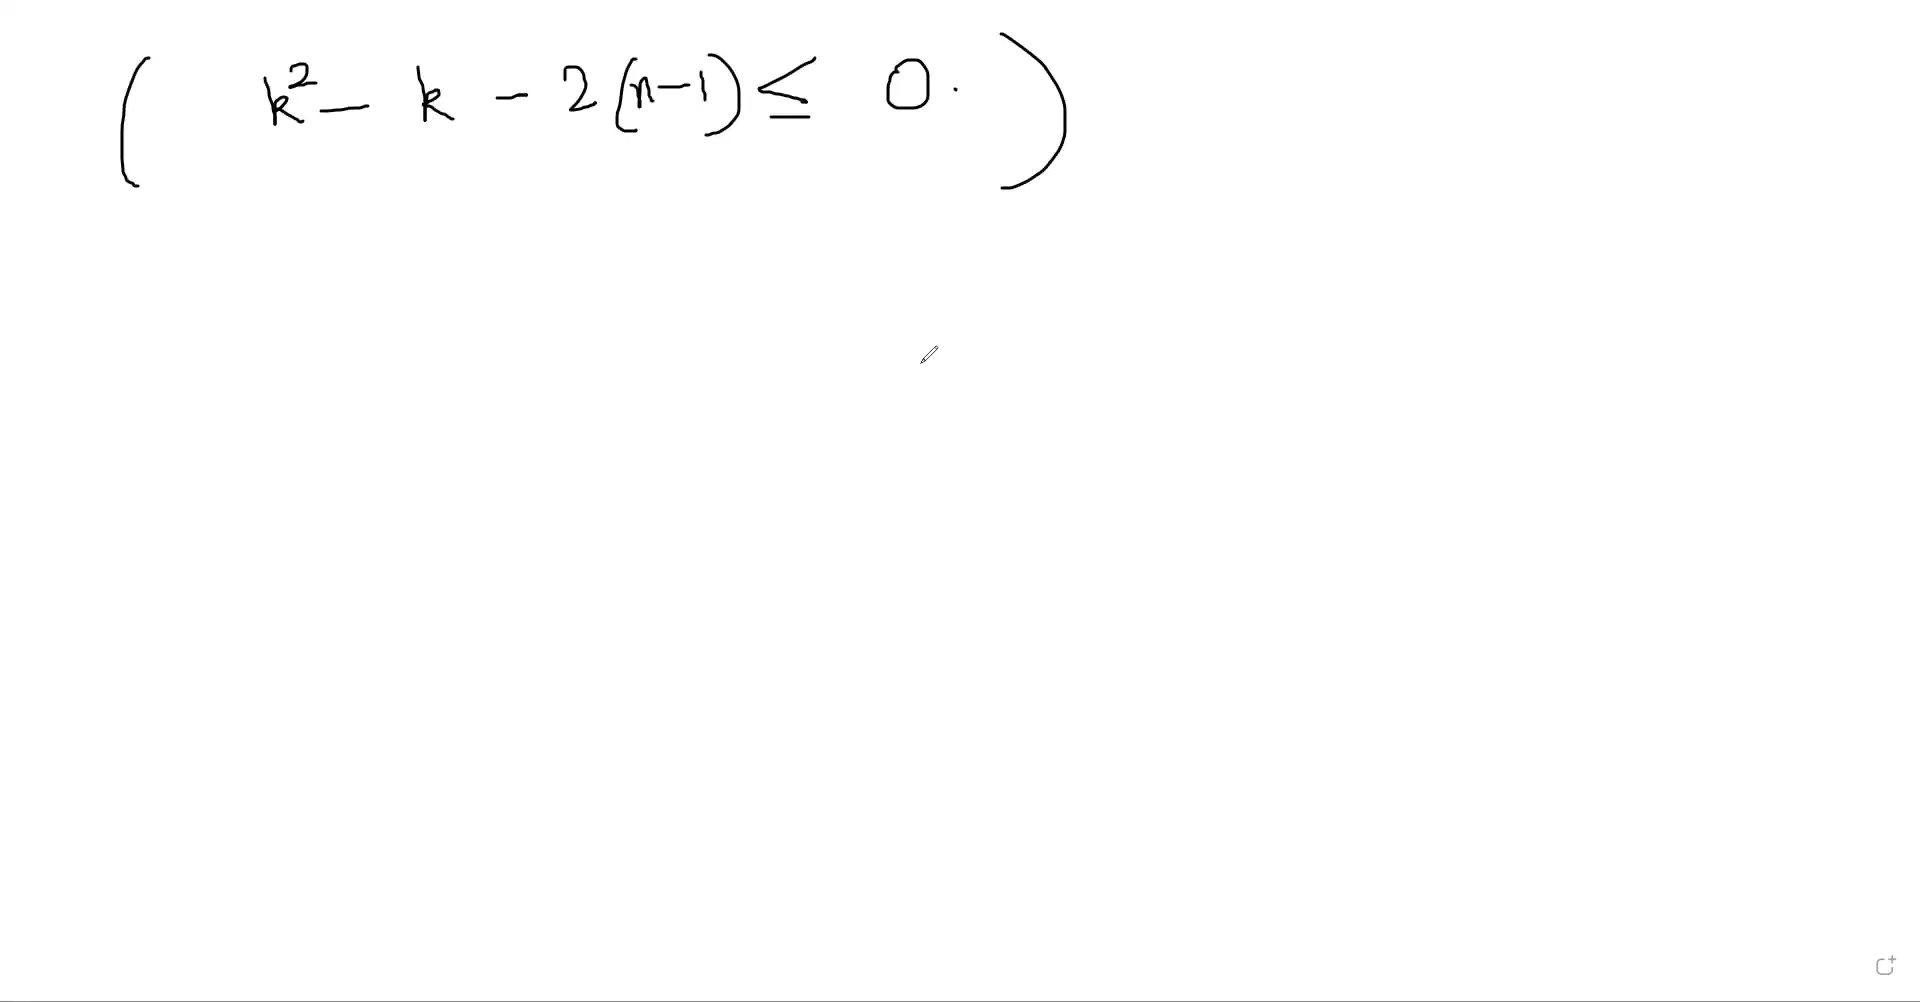 ( k² - k - 2(n-1) ≤ 0. )